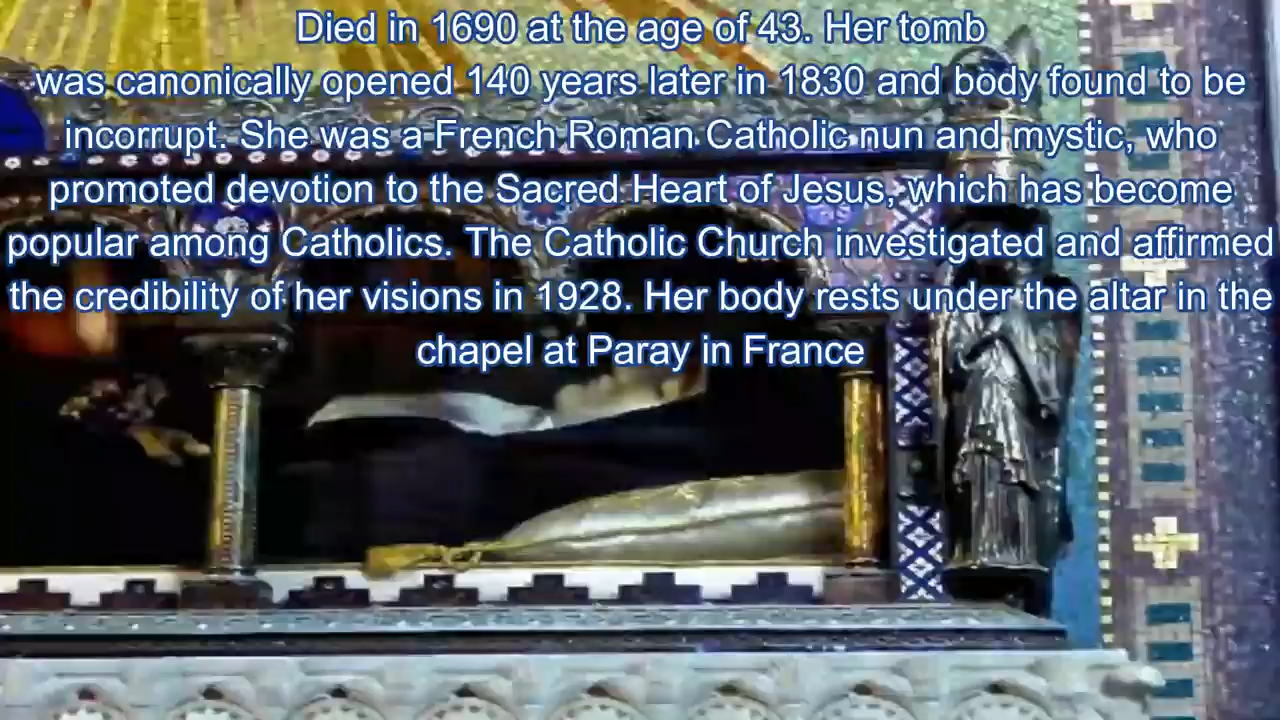 Died in 1690 at the age of 43. Her tomb
was canonically opened 140 years later in 1830 and body found to be
incorrupt. She was a French Roman Catholic nun and mystic, who
promoted devotion to the Sacred Heart of Jesus, which has become
popular among Catholics. The Catholic Church investigated and affirmed
the credibility of her visions in 1928. Her body rests under the altar in the
chapel at Paray in France